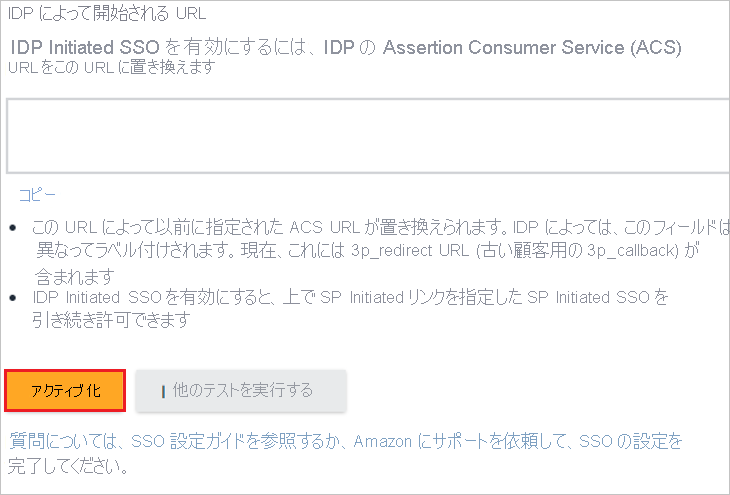 IDP によって開始される URL
IDP Initiated SSO を有効にするには、IDP の Assertion Consumer Service (ACS)
URL をこの URL に置き換えます
コピー
• この URL によって以前に指定された ACS URL が置き換えられます。IDP によっては、このフィールドは
異なってラベル付けされます。現在、これには 3p_redirect URL (古い顧客用の 3p_callback) が
含まれます
• IDP Initiated SSO を有効にすると、上で SP Initiated リンクを指定した SP Initiated SSO を
引き続き許可できます
アクティブ化
他のテストを実行する
質問については、SSO 設定ガイドを参照するか、Amazon にサポートを依頼して、SSO の設定を
完了してください。